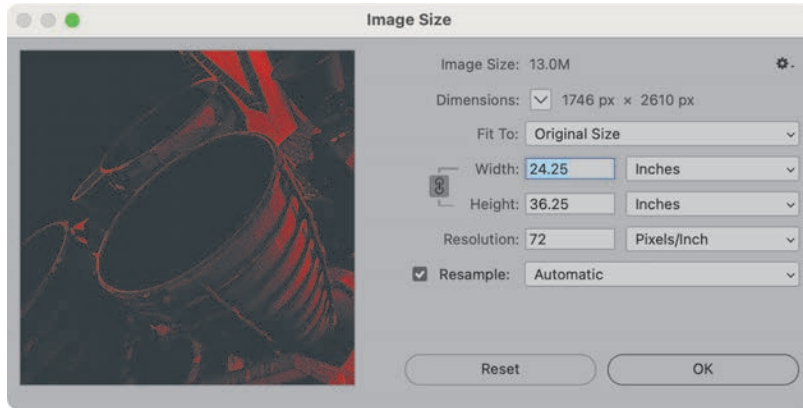 Image Size
Image Size: 13.0M
Dimensions: 1746 px × 2610 px
Fit To: Original Size
Width: 24.25 Inches
Height: 36.25 Inches
Resolution: 72 Pixels/Inch
Resample: Automatic
Reset OK